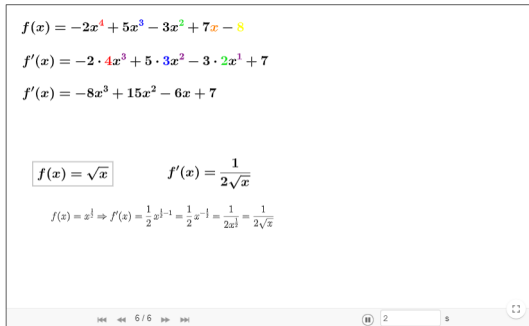 f(x) = −2x⁴ + 5x³ − 3x² + 7x − 8
f′(x) = −2 · 4x³ + 5 · 3x² − 3 · 2x¹ + 7
f′(x) = −8x³ + 15x² − 6x + 7
f(x) = √x f′(x) = 1/(2√x)
f(x) = x^(1/2) ⇒ f′(x) = 1/2 x^(1/2 −1) = 1/2 x^(−1/2) = 1/(2x^(1/2)) = 1/(2√x)
6 / 6 2 s